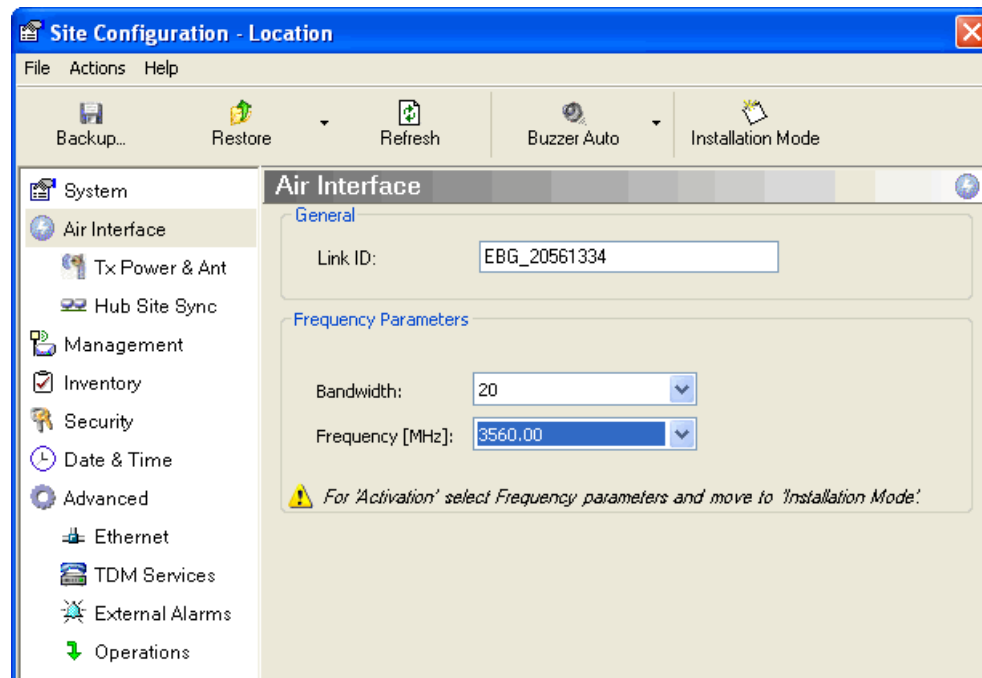 Site Configuration - Location
File Actions Help
Backup... Restore Refresh Buzzer Auto Installation Mode
System
Air Interface
Tx Power & Ant
Hub Site Sync
Management
Inventory
Security
Date & Time
Advanced
Ethernet
TDM Services
External Alarms
Operations
Air Interface
General
Link ID: EBG_20561334
Frequency Parameters
Bandwidth: 20
Frequency [MHz]: 3560.00
For 'Activation' select Frequency parameters and move to 'Installation Mode'.